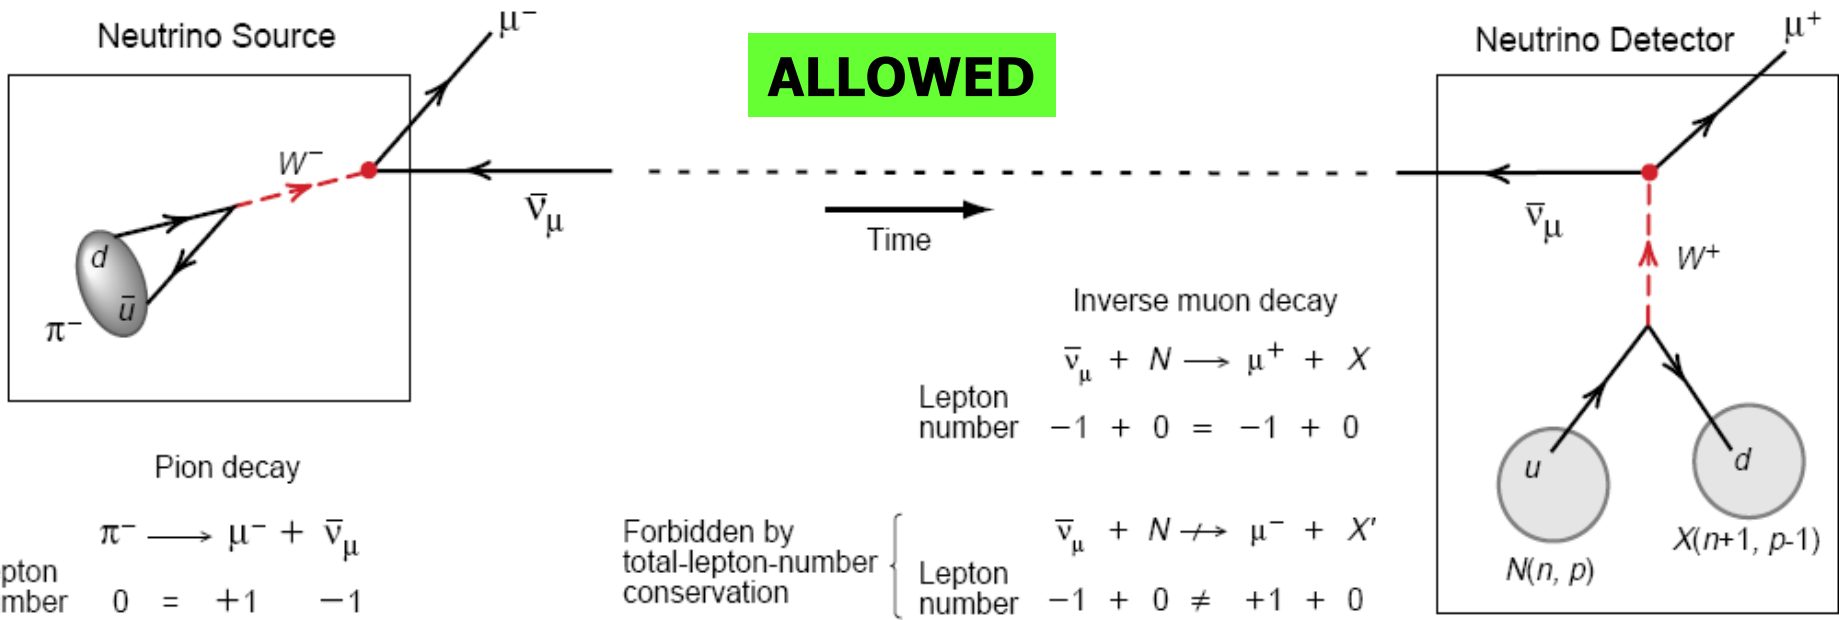 Neutrino Source
μ⁻
ALLOWED
Neutrino Detector
μ⁺
W⁻
ν̅μ
Time
d
u̅
π⁻
ν̅μ
W⁺
u
d
N(n, p)
X(n+1, p-1)
Inverse muon decay
ν̅μ + N ⟶ μ⁺ + X
Lepton
number −1 + 0 = −1 + 0
Pion decay
π⁻ ⟶ μ⁻ + ν̅μ
pton
mber 0 = +1 −1
Forbidden by
total-lepton-number
conservation
ν̅μ + N ↛ μ⁻ + X′
Lepton
number −1 + 0 ≠ +1 + 0